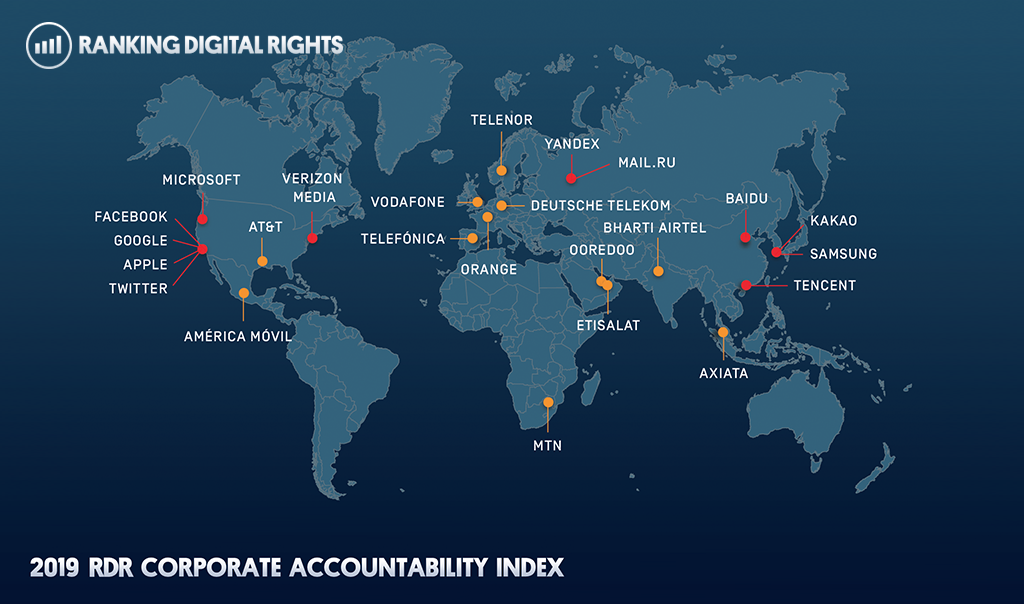 RANKING DIGITAL RIGHTS
TELENOR
YANDEX
MAIL.RU
MICROSOFT
VERIZON
MEDIA
VODAFONE
DEUTSCHE TELEKOM
BAIDU
FACEBOOK
AT&T
KAKAO
GOOGLE
TELEFÓNICA
BHARTI AIRTEL
OOREDOO
SAMSUNG
APPLE
ORANGE
TWITTER
TENCENT
ETISALAT
AMÉRICA MÓVIL
AXIATA
MTN
2019 RDR CORPORATE ACCOUNTABILITY INDEX